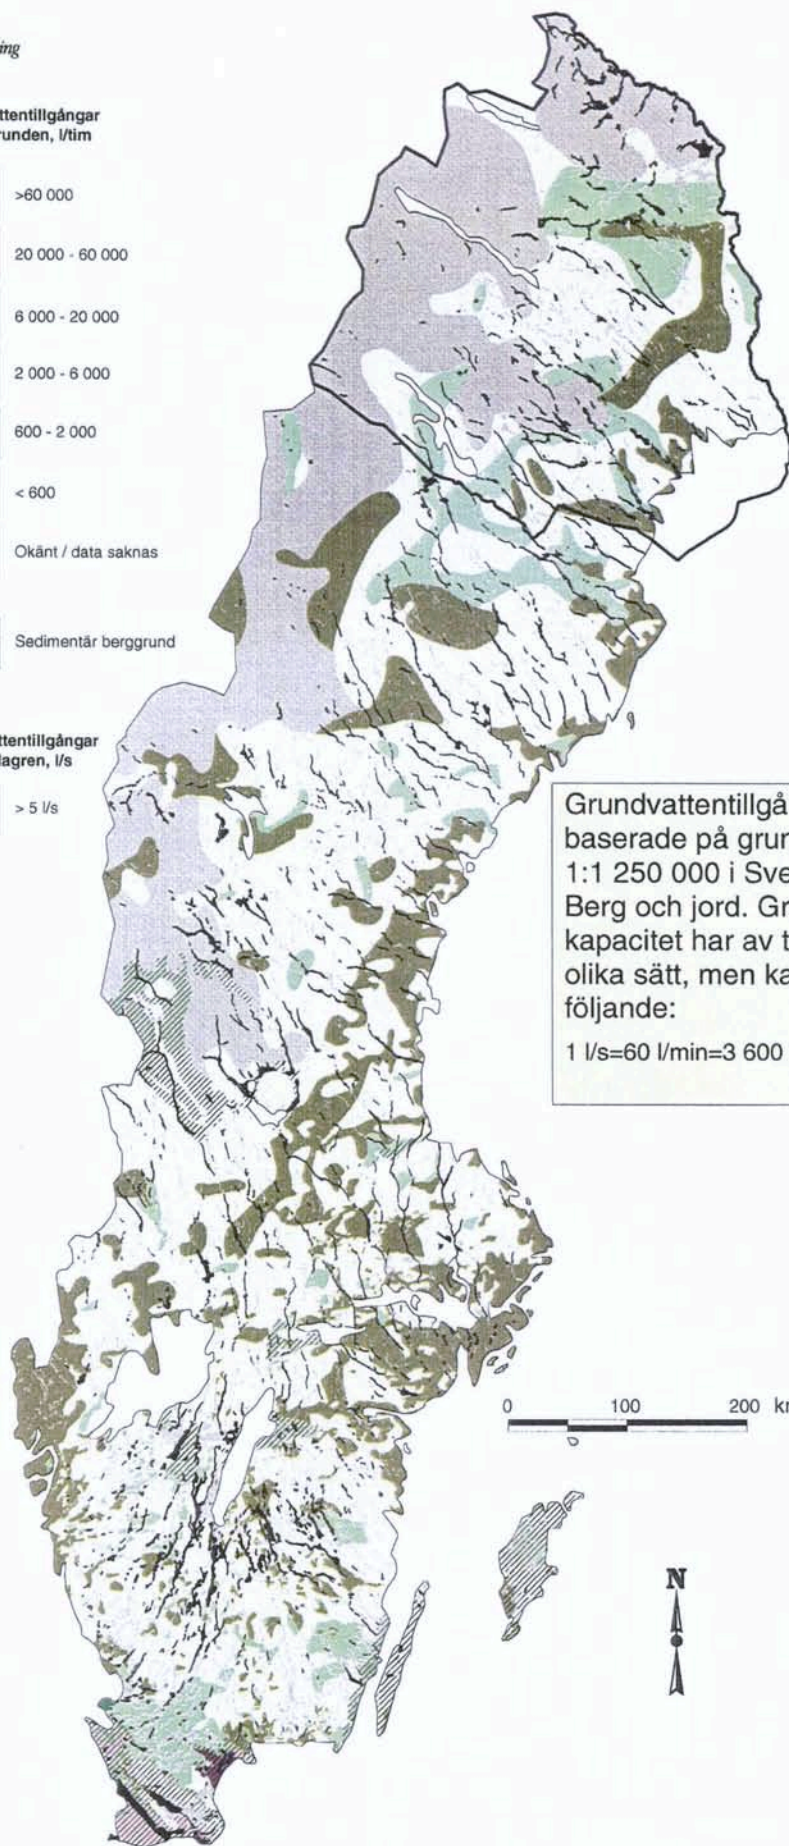 ing
ttentillgångar
runden, l/tim
>60 000
20 000 - 60 000
6 000 - 20 000
2 000 - 6 000
600 - 2 000
< 600
Okänt / data saknas
Sedimentär berggrund
ttentillgångar
lagren, l/s
> 5 l/s
Grundvattentillgå
baserade på grun
1:1 250 000 i Sve
Berg och jord. Gr
kapacitet har av t
olika sätt, men ka
följande:
1 l/s=60 l/min=3 600
0 100 200 km
N